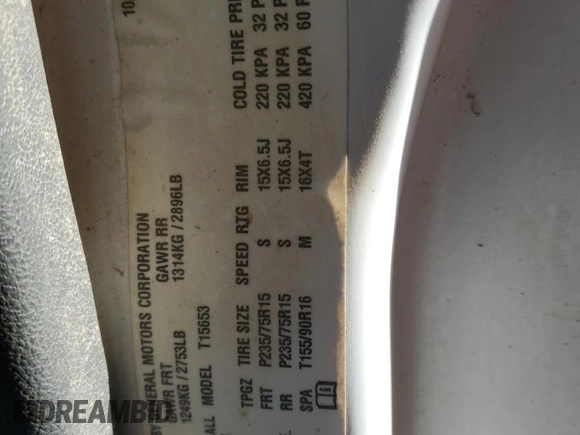 10
BY GENERAL MOTORS CORPORATION
GAWR FRT GAWR RR
1249KG / 2753LB 1314KG / 2896LB
ALL MODEL T15653
TPGZ TIRE SIZE SPEED RTG RIM COLD TIRE
FRT P235/75R15 S 15X6.5J 220 KPA 32
RR P235/75R15 S 15X6.5J 220 KPA 32
SPA T155/90R16 M 16X4T 420 KPA 60
DREAMBID